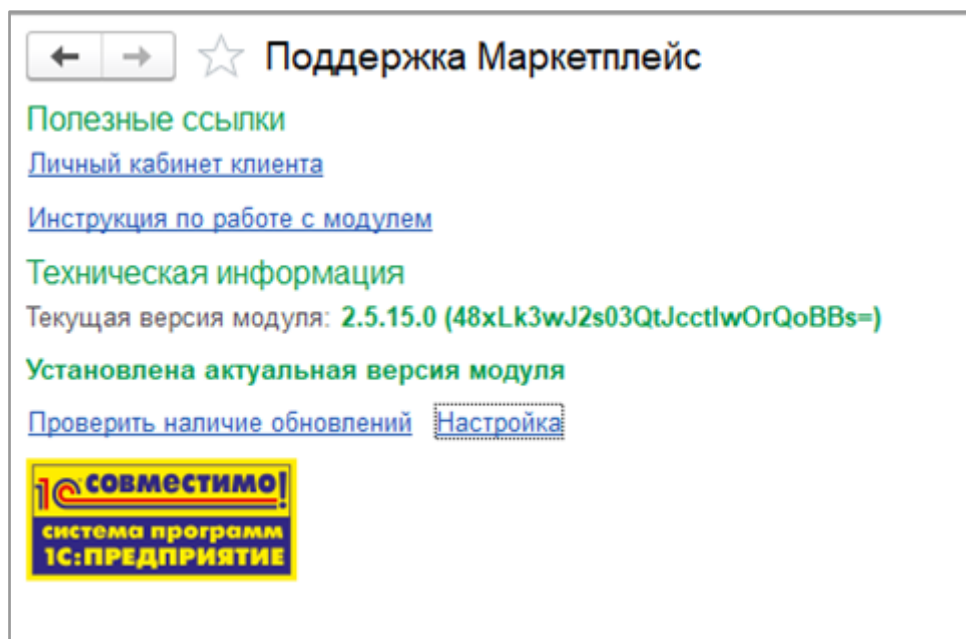 Поддержка Маркетплейс
Полезные ссылки
Личный кабинет клиента
Инструкция по работе с модулем
Техническая информация
Текущая версия модуля: 2.5.15.0 (48xLk3wJ2s03QtJcctIwOrQoBBs=)
Установлена актуальная версия модуля
Проверить наличие обновлений Настройка
1С СОВМЕСТИМО!
система программ
1С:ПРЕДПРИЯТИЕ